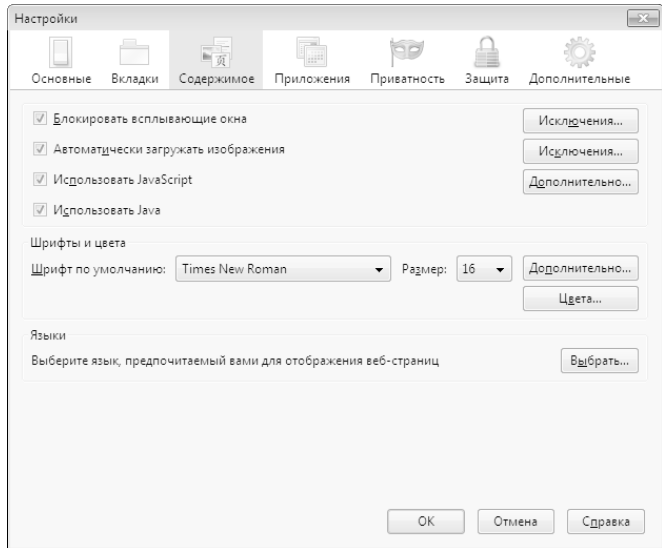 Настройки
Основные Вкладки Содержимое Приложения Приватность Защита Дополнительные
Блокировать всплывающие окна Исключения...
Автоматически загружать изображения Исключения...
Использовать JavaScript Дополнительно...
Использовать Java
Шрифты и цвета
Шрифт по умолчанию: Times New Roman Размер: 16 Дополнительно...
Цвета...
Языки
Выберите язык, предпочитаемый вами для отображения веб-страниц Выбрать...
ОК Отмена Справка